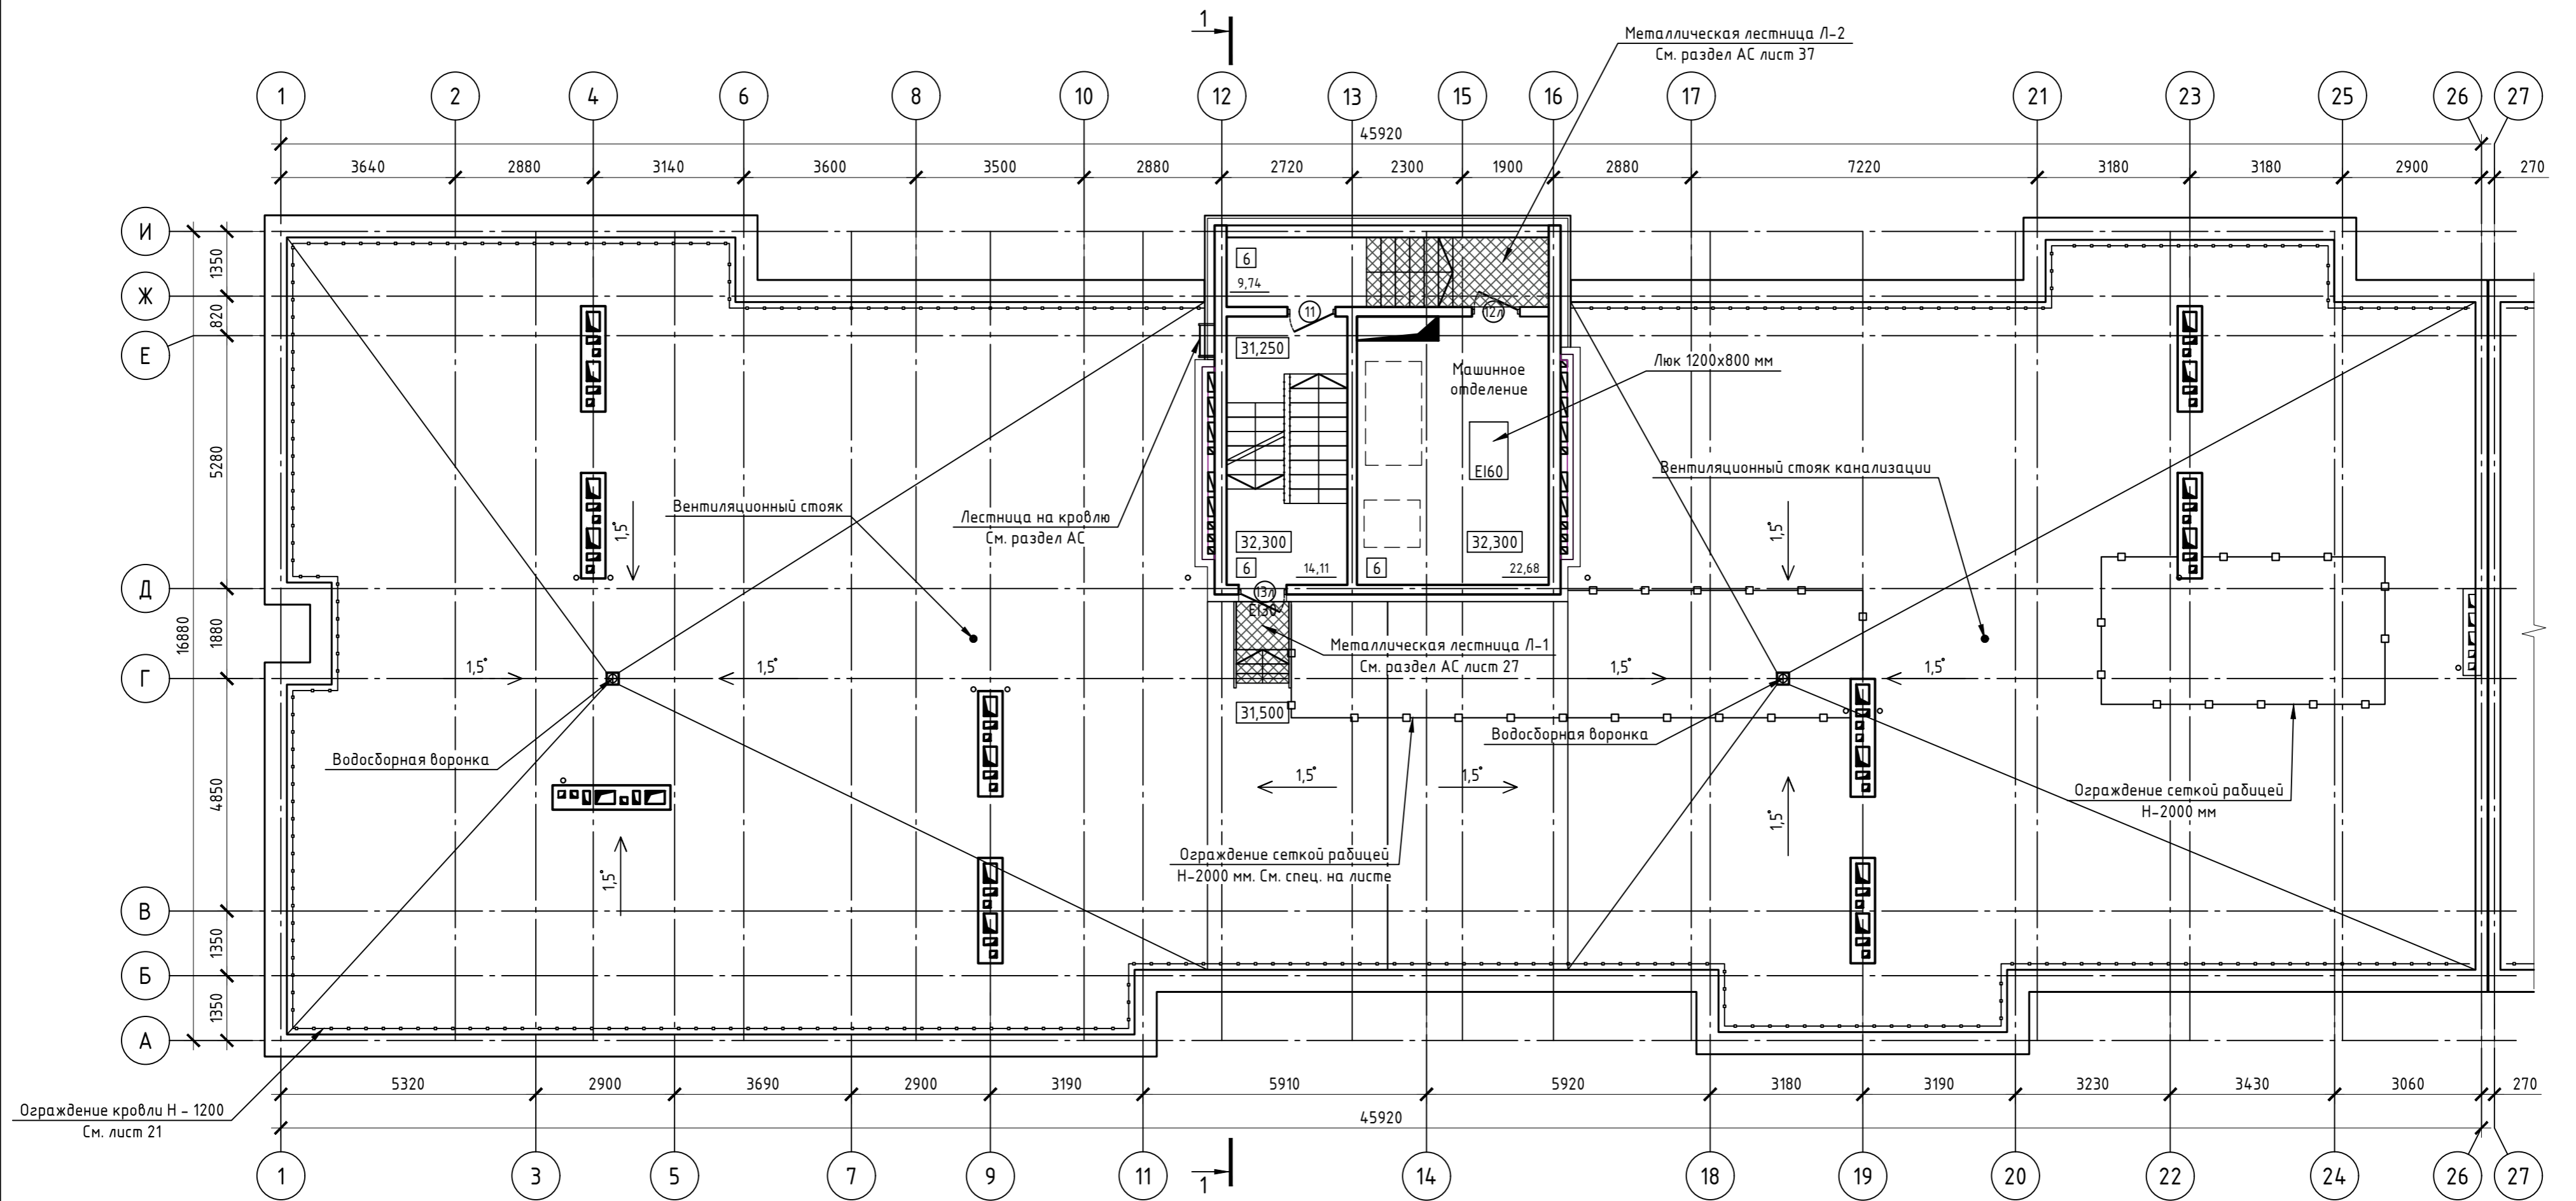 1
Металлическая лестница Л-2
См. раздел АС лист 37
1 2 4 6 8 10 12 13 15 16 17 21 23 25 26 27
45920
3640 2880 3140 3600 3500 2880 2720 2300 1900 2880 7220 3180 3180 2900 270
И
1350
Ж
820
Е
5280
Д
1880
16880
Г
4850
В
1350
Б
1350
А
6
9,74
11
12л
31,250
Машинное
отделение
Люк 1200х800 мм
EI60
Вентиляционный стояк канализации
Вентиляционный стояк
Лестница на кровлю
См. раздел АС
1,5°
1,5°
32,300
32,300
6
14,11
6
22,68
13л
EI30
Металлическая лестница Л-1
См. раздел АС лист 27
1,5°
1,5°
1,5°
1,5°
31,500
Водосборная воронка
Водосборная воронка
1,5°
1,5°
Ограждение сеткой рабицей
Н-2000 мм
1,5°
1,5°
Ограждение сеткой рабицей
Н-2000 мм. См. спец. на листе
Ограждение кровли Н - 1200
См. лист 21
5320 2900 3690 2900 3190 5910 5920 3180 3190 3230 3430 3060 270
45920
1 3 5 7 9 11 14 18 19 20 22 24 26 27
1